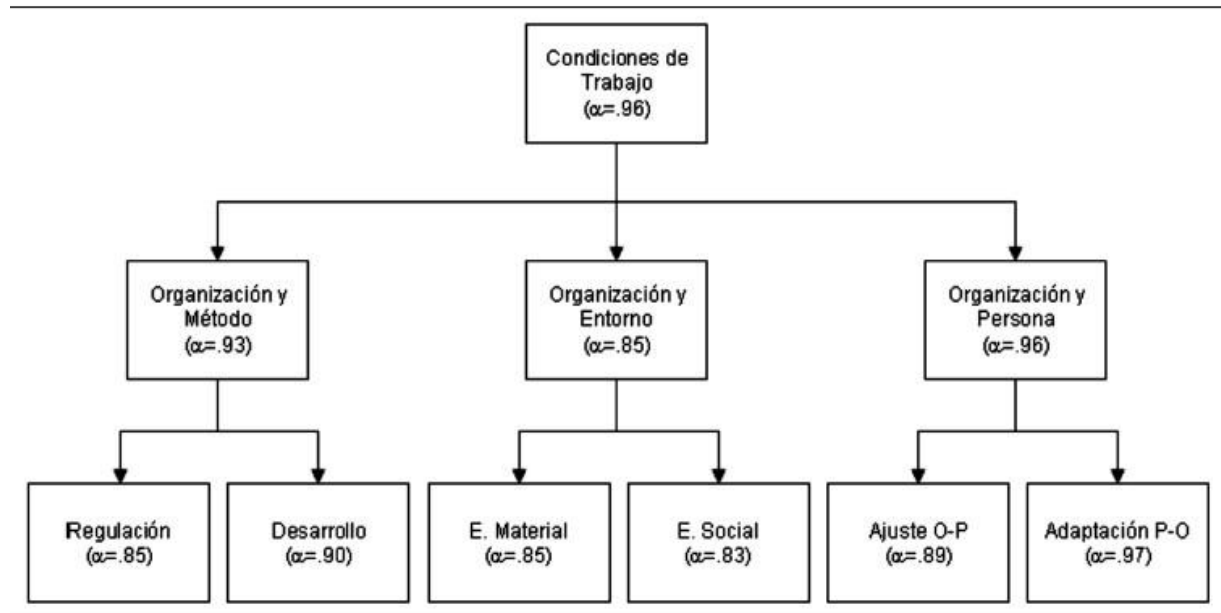 Condiciones de
Trabajo
(α=.96)
Organización y
Método
(α=.93)
Organización y
Entorno
(α=.85)
Organización y
Persona
(α=.96)
Regulación
(α=.85)
Desarrollo
(α=.90)
E. Material
(α=.85)
E. Social
(α=.83)
Ajuste O-P
(α=.89)
Adaptación P-O
(α=.97)